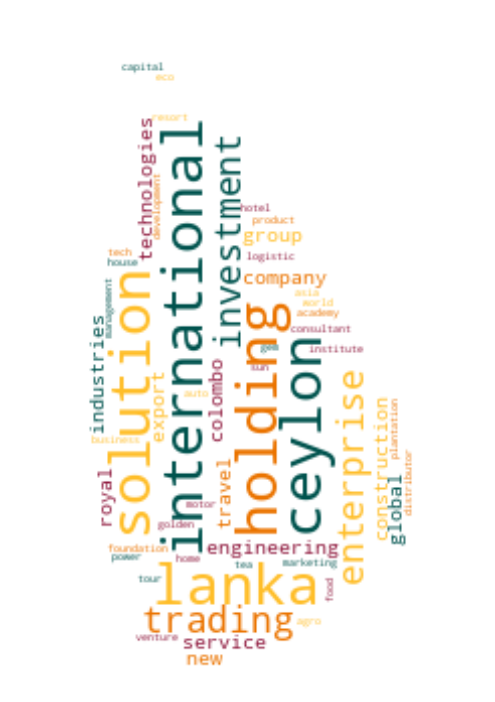 capital
eco
resort
technologies
development
international
investment
hotel
product
group
tech
house
logistic
company
solution
management
holding
asia
world
academy
industries
consultant
ceylon
gem
institute
sun
colombo
export
auto
enterprise
business
construction
plantation
royal
travel
global
distributor
motor
golden
foundation
engineering
power
home
tea
marketing
lanka
tour
food
trading
agro
venture
service
new